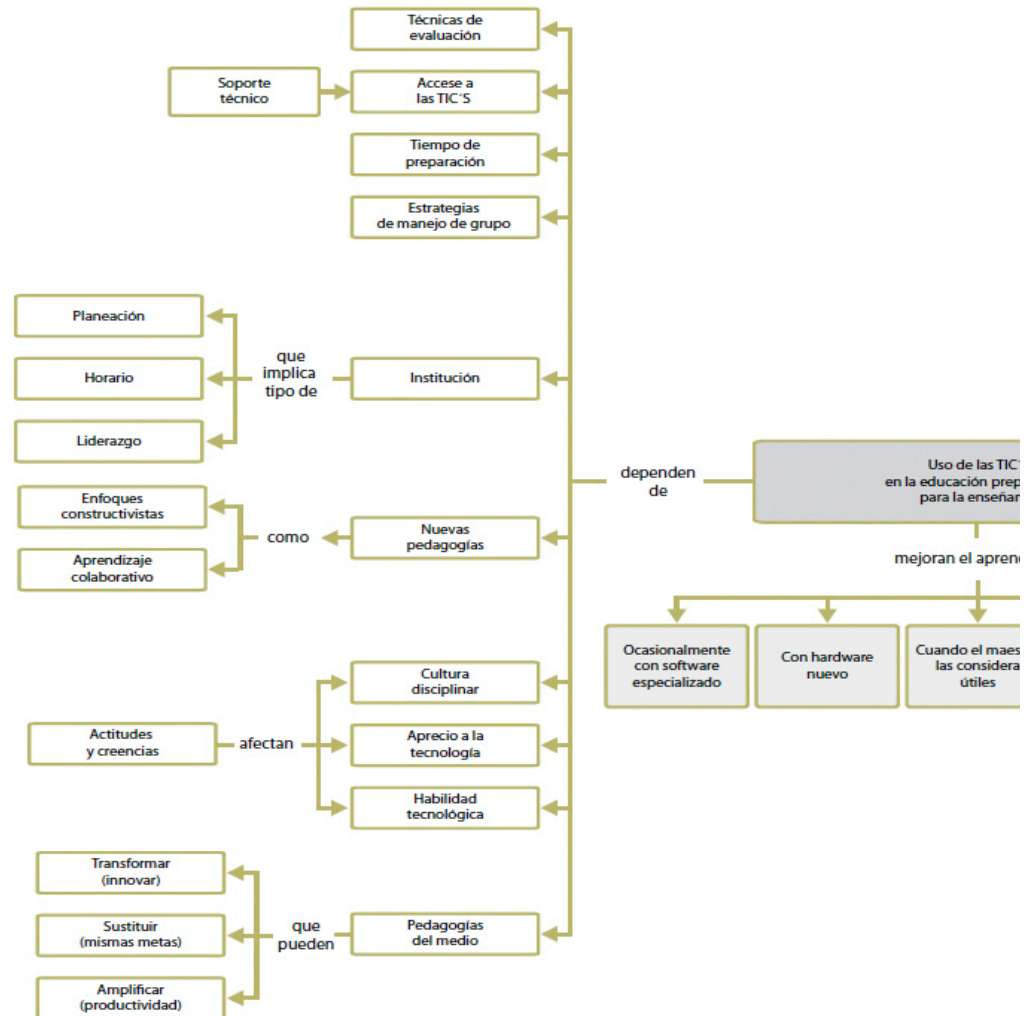 Técnicas de
evaluación
Soporte
técnico
Accese a
las TIC´S
Tiempo de
preparación
Estrategias
de manejo de grupo
Planeación
Horario
Liderazgo
que
implica
tipo de
Institución
dependen
de
Uso de las TIC'
en la educación prep
para la enseñan
Enfoques
constructivistas
Aprendizaje
colaborativo
como
Nuevas
pedagogías
mejoran el aprend
Ocasionalmente
con software
especializado
Con hardware
nuevo
Cuando el maes
las considera
útiles
Actitudes
y creencias
afectan
Cultura
disciplinar
Aprecio a la
tecnología
Habilidad
tecnológica
Transformar
(innovar)
Sustituir
(mismas metas)
Amplificar
(productividad)
que
pueden
Pedagogías
del medio